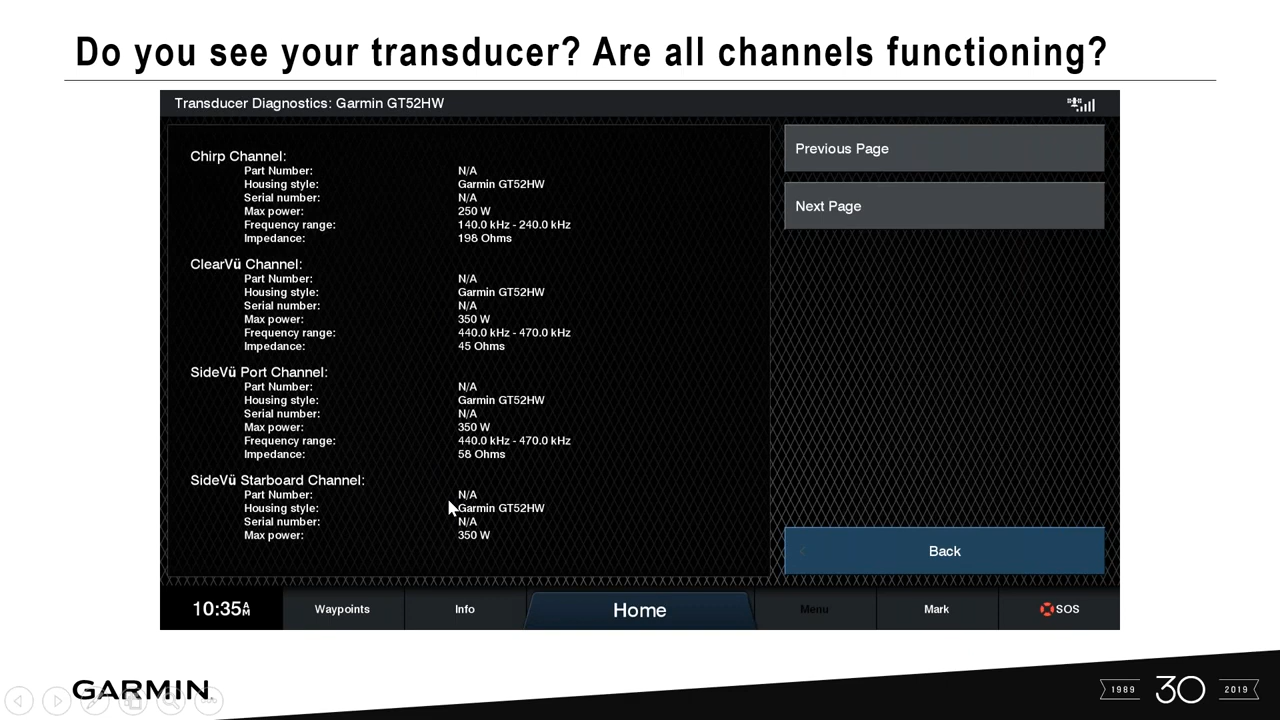 Do you see your transducer? Are all channels functioning?
Transducer Diagnostics: Garmin GT52HW
Chirp Channel:
Part Number: N/A
Housing style: Garmin GT52HW
Serial number: N/A
Max power: 250 W
Frequency range: 140.0 kHz - 240.0 kHz
Impedance: 198 Ohms
ClearVü Channel:
Part Number: N/A
Housing style: Garmin GT52HW
Serial number: N/A
Max power: 350 W
Frequency range: 440.0 kHz - 470.0 kHz
Impedance: 45 Ohms
SideVü Port Channel:
Part Number: N/A
Housing style: Garmin GT52HW
Serial number: N/A
Max power: 350 W
Frequency range: 440.0 kHz - 470.0 kHz
Impedance: 58 Ohms
SideVü Starboard Channel:
Part Number: N/A
Housing style: Garmin GT52HW
Serial number: N/A
Max power: 350 W
Previous Page
Next Page
Back
10:35AM Waypoints Info Home Menu Mark SOS
GARMIN. 1989 30 2019